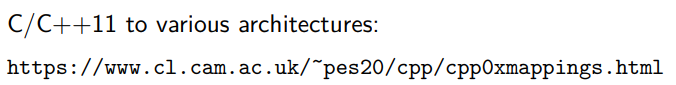 C/C++11 to various architectures:
https://www.cl.cam.ac.uk/~pes20/cpp/cpp0xmappings.html